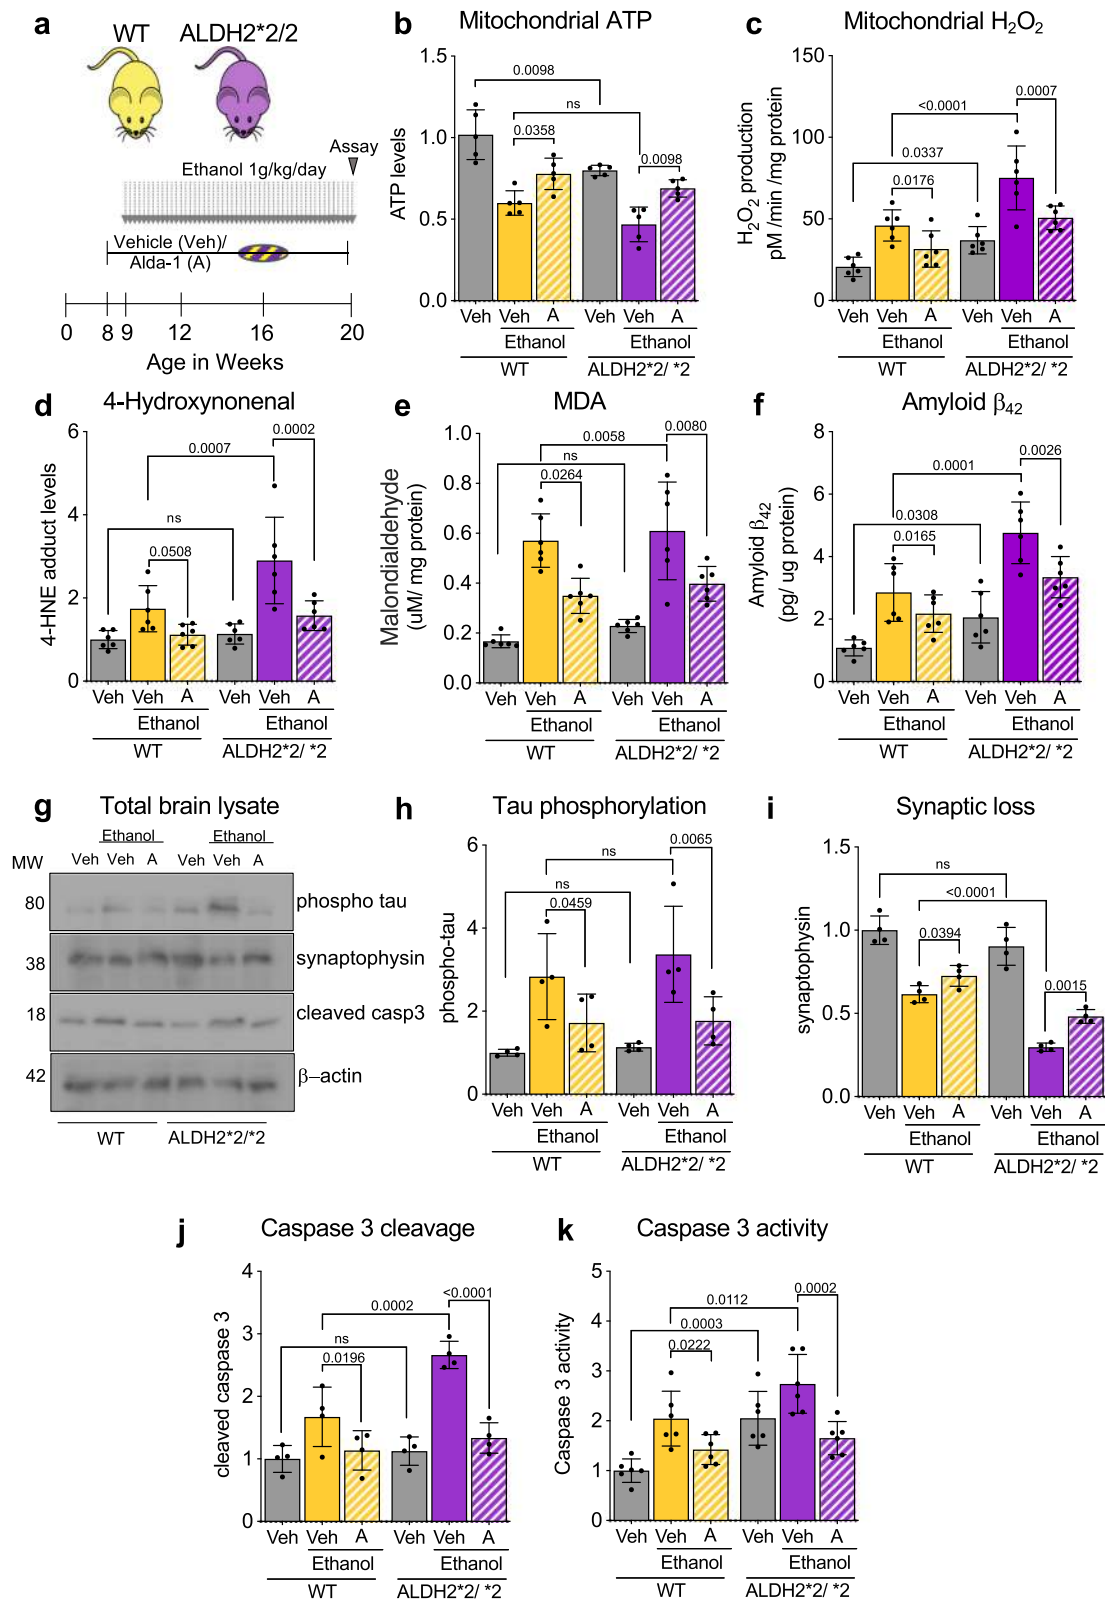 a
WT ALDH2*2/2
Assay
Ethanol 1g/kg/day
Vehicle (Veh)/
Alda-1 (A)
0 8 9 12 16 20
Age in Weeks
b Mitochondrial ATP
ATP levels
1.5
1.0
0.5
0.0
0.0098
ns
0.0358
0.0098
Veh Veh A Veh Veh A
Ethanol Ethanol
WT ALDH2*2/ *2
c Mitochondrial H₂O₂
H₂O₂ production
pM /min /mg protein
150
100
50
0
0.0007
<0.0001
0.0337
0.0176
Veh Veh A Veh Veh A
Ethanol Ethanol
WT ALDH2*2/ *2
d 4-Hydroxynonenal
4-HNE adduct levels
6
4
2
0
0.0002
0.0007
ns
0.0508
Veh Veh A Veh Veh A
Ethanol Ethanol
WT ALDH2*2/ *2
e MDA
Malondialdehyde
(uM/ mg protein)
1.0
0.8
0.6
0.4
0.2
0.0
0.0080
0.0058
ns
0.0264
Veh Veh A Veh Veh A
Ethanol Ethanol
WT ALDH2*2/ *2
f Amyloid β₄₂
Amyloid β₄₂
(pg/ ug protein)
8
6
4
2
0
0.0026
0.0001
0.0308
0.0165
Veh Veh A Veh Veh A
Ethanol Ethanol
WT ALDH2*2/ *2
g Total brain lysate
Ethanol Ethanol
MW Veh Veh A Veh Veh A
80 phospho tau
38 synaptophysin
18 cleaved casp3
42 β–actin
WT ALDH2*2/*2
h Tau phosphorylation
phospho-tau
6
4
2
0
0.0065
ns
ns
0.0459
Veh Veh A Veh Veh A
Ethanol Ethanol
WT ALDH2*2/ *2
i Synaptic loss
synaptophysin
1.5
1.0
0.5
0.0
ns
<0.0001
0.0394
0.0015
Veh Veh A Veh Veh A
Ethanol Ethanol
WT ALDH2*2/ *2
j Caspase 3 cleavage
cleaved caspase 3
4
3
2
1
0
<0.0001
0.0002
ns
0.0196
Veh Veh A Veh Veh A
Ethanol Ethanol
WT ALDH2*2/ *2
k Caspase 3 activity
Caspase 3 activity
5
4
3
2
1
0
0.0002
0.0112
0.0003
0.0222
Veh Veh A Veh Veh A
Ethanol Ethanol
WT ALDH2*2/ *2